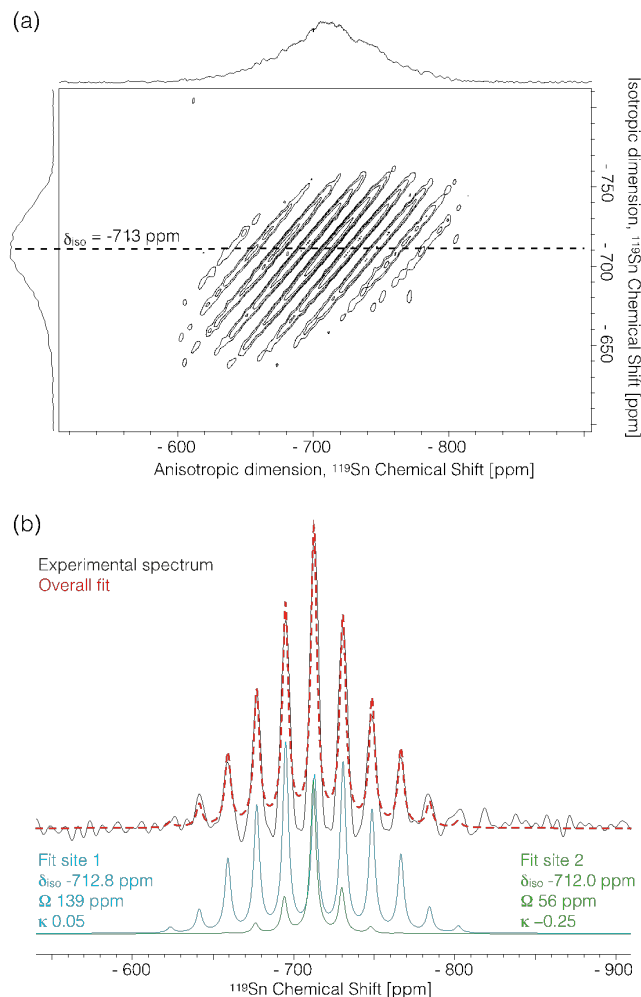 (a)
Isotropic dimension, ¹¹⁹Sn Chemical Shift [ppm]
- 750
- 700
- 650
δiso = -713 ppm
- 600
- 700
- 800
Anisotropic dimension, ¹¹⁹Sn Chemical Shift [ppm]
(b)
Experimental spectrum
Overall fit
Fit site 1
δiso -712.8 ppm
Ω 139 ppm
κ 0.05
Fit site 2
δiso -712.0 ppm
Ω 56 ppm
κ –0.25
- 600
- 700
- 800
- 900
¹¹⁹Sn Chemical Shift [ppm]